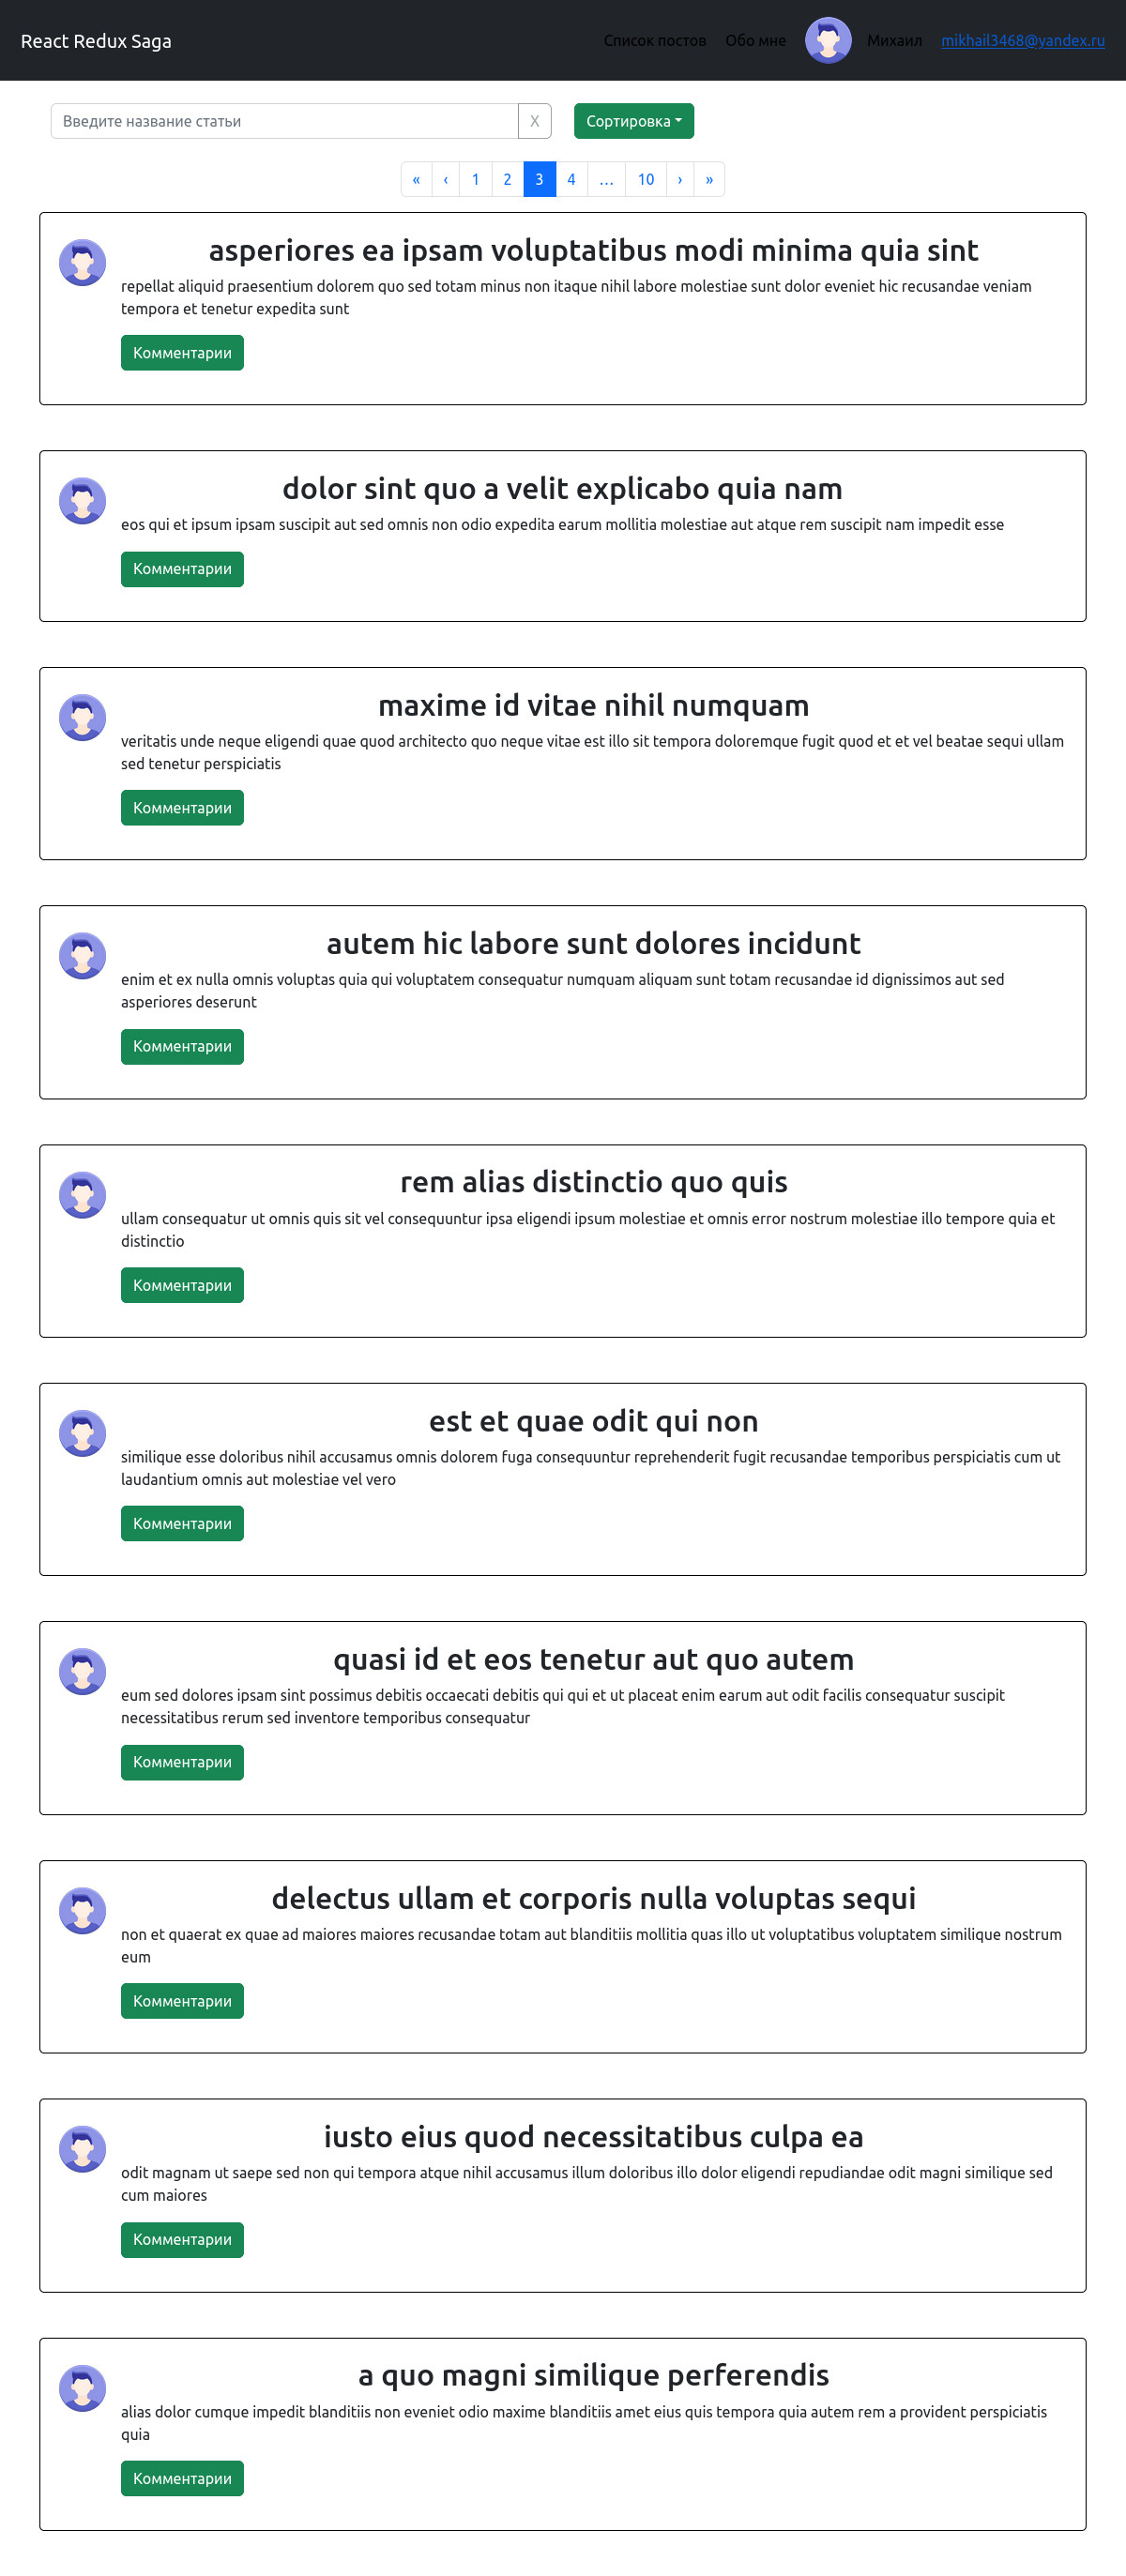 React Redux Saga
Список постов Обо мне Михаил mikhail3468@yandex.ru
Введите название статьи X Сортировка
« ‹ 1 2 3 4 … 10 › »
asperiores ea ipsam voluptatibus modi minima quia sint
repellat aliquid praesentium dolorem quo sed totam minus non itaque nihil labore molestiae sunt dolor eveniet hic recusandae veniam
tempora et tenetur expedita sunt
Комментарии
dolor sint quo a velit explicabo quia nam
eos qui et ipsum ipsam suscipit aut sed omnis non odio expedita earum mollitia molestiae aut atque rem suscipit nam impedit esse
Комментарии
maxime id vitae nihil numquam
veritatis unde neque eligendi quae quod architecto quo neque vitae est illo sit tempora doloremque fugit quod et et vel beatae sequi ullam
sed tenetur perspiciatis
Комментарии
autem hic labore sunt dolores incidunt
enim et ex nulla omnis voluptas quia qui voluptatem consequatur numquam aliquam sunt totam recusandae id dignissimos aut sed
asperiores deserunt
Комментарии
rem alias distinctio quo quis
ullam consequatur ut omnis quis sit vel consequuntur ipsa eligendi ipsum molestiae et omnis error nostrum molestiae illo tempore quia et
distinctio
Комментарии
est et quae odit qui non
similique esse doloribus nihil accusamus omnis dolorem fuga consequuntur reprehenderit fugit recusandae temporibus perspiciatis cum ut
laudantium omnis aut molestiae vel vero
Комментарии
quasi id et eos tenetur aut quo autem
eum sed dolores ipsam sint possimus debitis occaecati debitis qui qui et ut placeat enim earum aut odit facilis consequatur suscipit
necessitatibus rerum sed inventore temporibus consequatur
Комментарии
delectus ullam et corporis nulla voluptas sequi
non et quaerat ex quae ad maiores maiores recusandae totam aut blanditiis mollitia quas illo ut voluptatibus voluptatem similique nostrum
eum
Комментарии
iusto eius quod necessitatibus culpa ea
odit magnam ut saepe sed non qui tempora atque nihil accusamus illum doloribus illo dolor eligendi repudiandae odit magni similique sed
cum maiores
Комментарии
a quo magni similique perferendis
alias dolor cumque impedit blanditiis non eveniet odio maxime blanditiis amet eius quis tempora quia autem rem a provident perspiciatis
quia
Комментарии